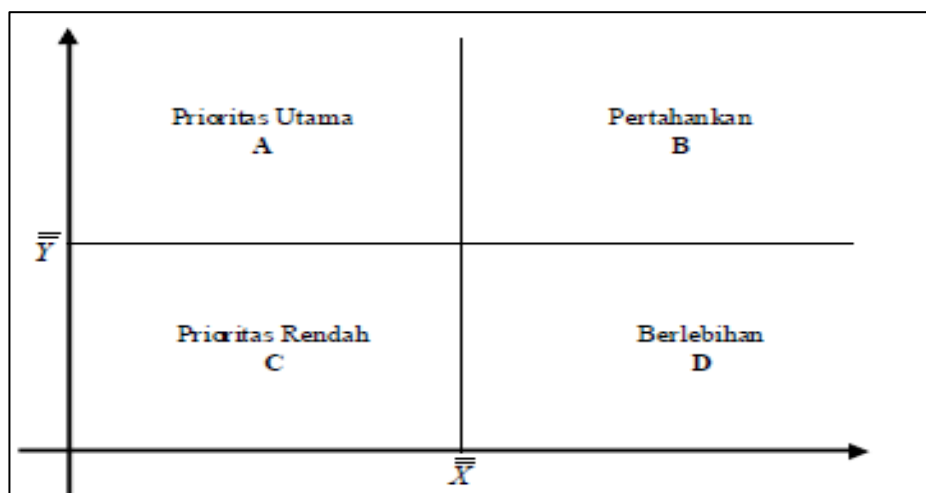 Prioritas Utama
A
Pertahankan
B
Y
Prioritas Rendah
C
Berlebihan
D
X